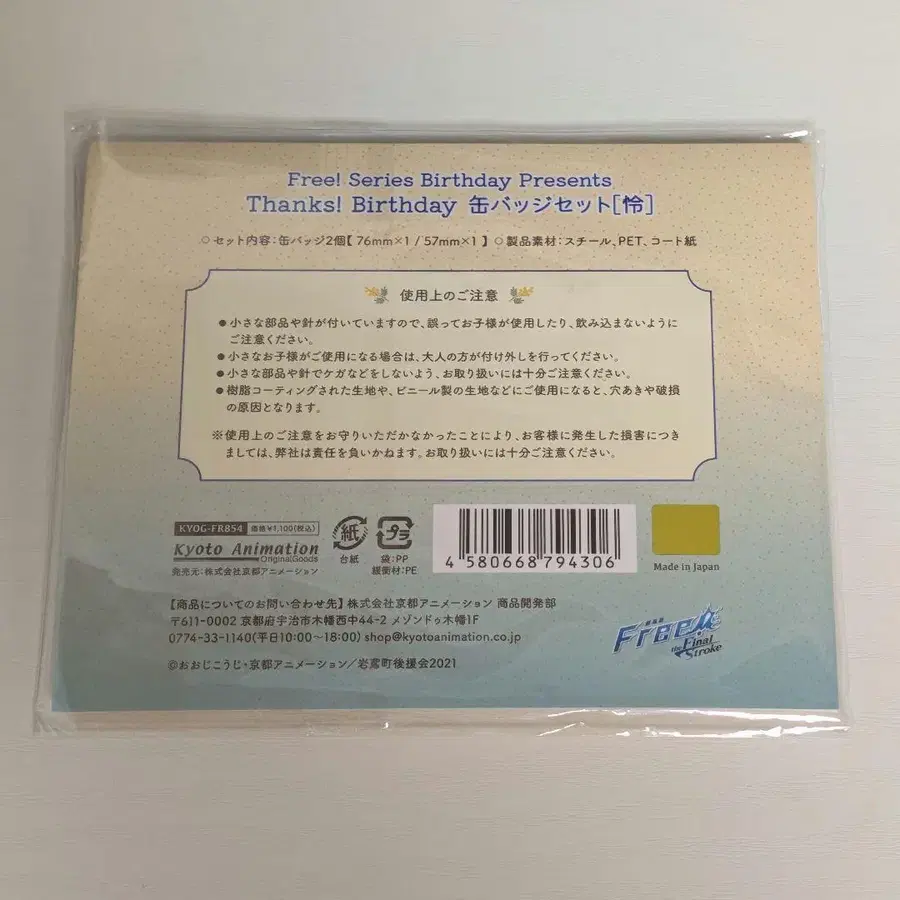 Free! Series Birthday Presents
Thanks! Birthday 缶バッジセット[怜]
○セット内容:缶バッジ2個【76mm×1 / 57mm×1】○製品素材:スチール、PET、コート紙
使用上のご注意
●小さな部品や針が付いていますので、誤ってお子様が使用したり、飲み込まないように
ご注意ください。
●小さなお子様がご使用になる場合は、大人の方が付け外しを行ってください。
●小さな部品や針でケガなどをしないよう、お取り扱いには十分ご注意ください。
●樹脂コーティングされた生地や、ビニール製の生地などにご使用になると、穴あきや破損
の原因となります。
※使用上のご注意をお守りいただかなかったことにより、お客様に発生した損害につき
ましては、弊社は責任を負いかねます。お取り扱いには十分ご注意ください。
KYOG-FR854 価格¥1,100(税込)
Kyoto Animation
OriginalGoods
発売元:株式会社京都アニメーション
紙
台紙
プラ
袋:PP
緩衝材:PE
4 580668 794306
Made in Japan
【商品についてのお問い合わせ先】株式会社京都アニメーション 商品開発部
〒611-0002 京都府宇治市木幡西中44-2 メゾンドゥ木幡1F
0774-33-1140(平日10:00〜18:00) shop@kyotoanimation.co.jp
©おおじこうじ・京都アニメーション/岩鳶町後援会2021
劇場版
Free!
the Final
Stroke